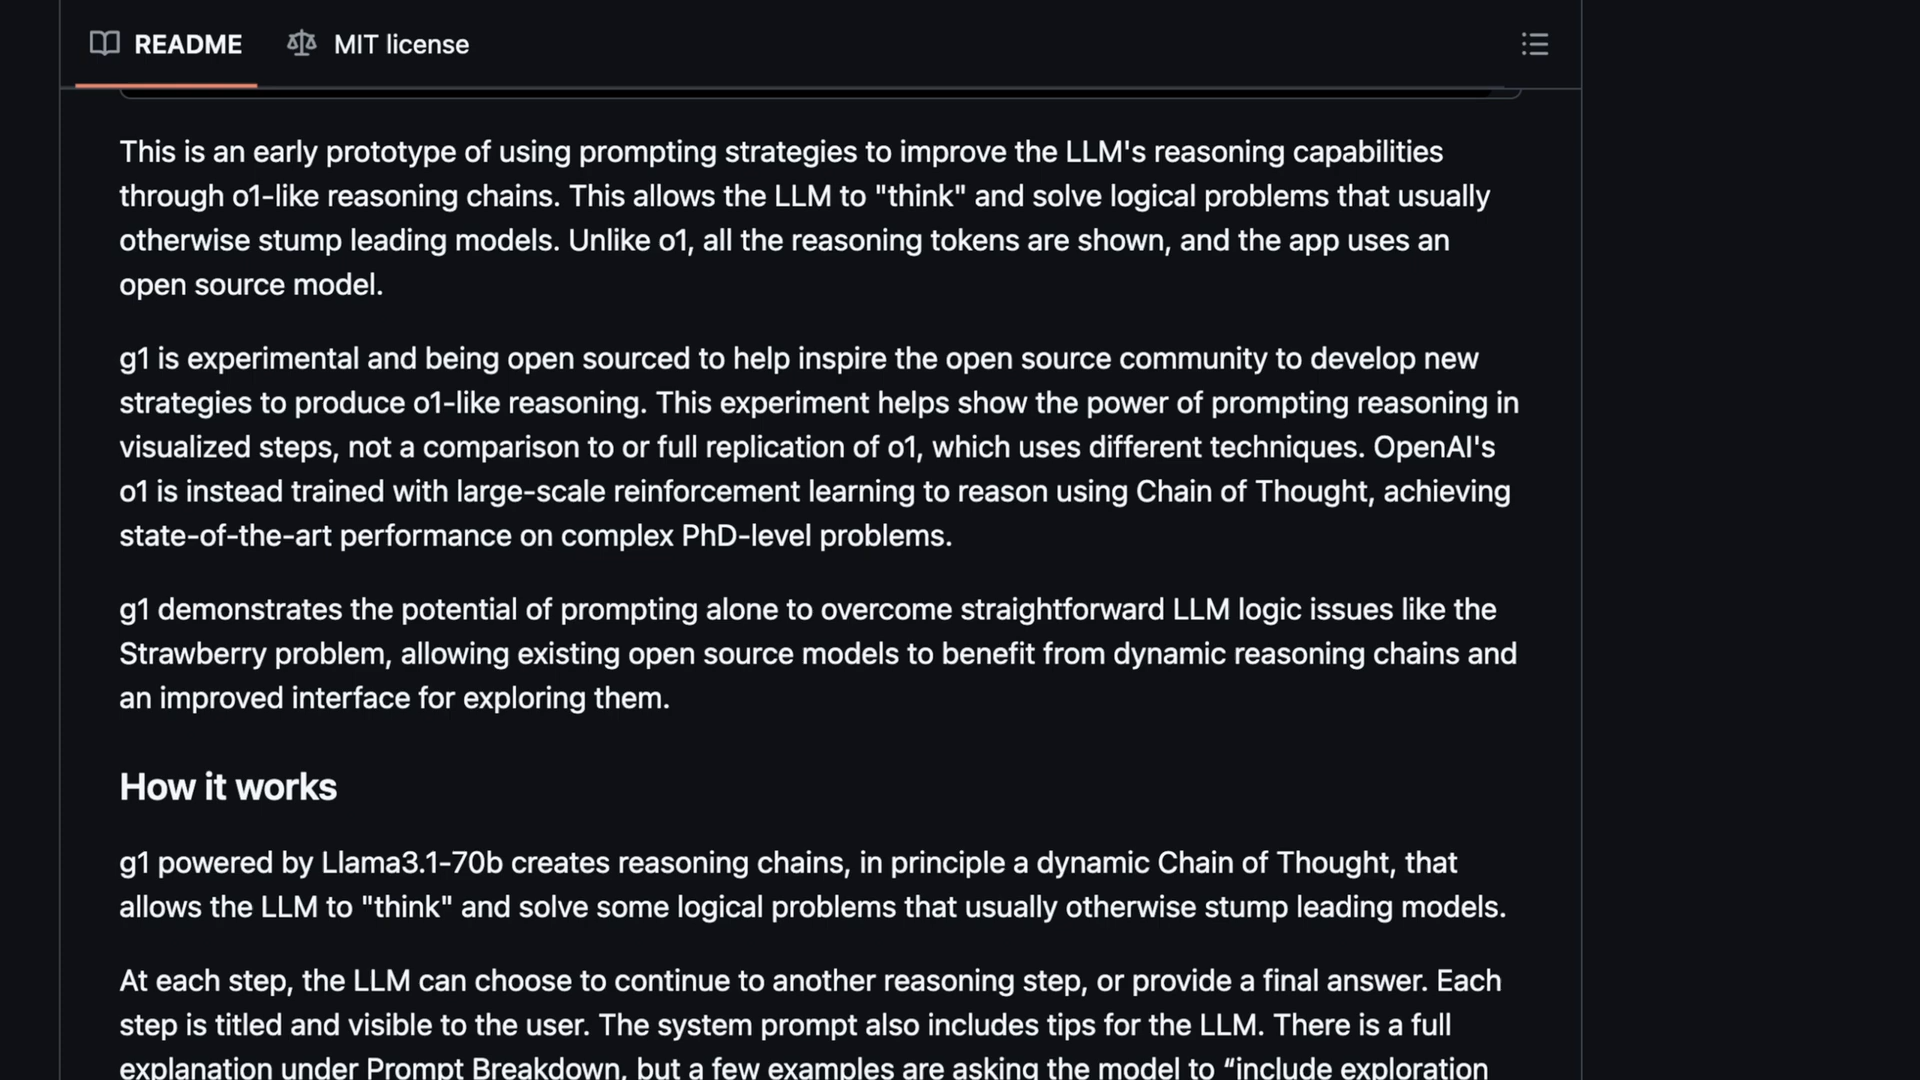 README
MIT license
This is an early prototype of using prompting strategies to improve the LLM's reasoning capabilities
through o1-like reasoning chains. This allows the LLM to "think" and solve logical problems that usually
otherwise stump leading models. Unlike o1, all the reasoning tokens are shown, and the app uses an
open source model.
g1 is experimental and being open sourced to help inspire the open source community to develop new
strategies to produce o1-like reasoning. This experiment helps show the power of prompting reasoning in
visualized steps, not a comparison to or full replication of o1, which uses different techniques. OpenAI's
o1 is instead trained with large-scale reinforcement learning to reason using Chain of Thought, achieving
state-of-the-art performance on complex PhD-level problems.
g1 demonstrates the potential of prompting alone to overcome straightforward LLM logic issues like the
Strawberry problem, allowing existing open source models to benefit from dynamic reasoning chains and
an improved interface for exploring them.
How it works
g1 powered by Llama3.1-70b creates reasoning chains, in principle a dynamic Chain of Thought, that
allows the LLM to "think" and solve some logical problems that usually otherwise stump leading models.
At each step, the LLM can choose to continue to another reasoning step, or provide a final answer. Each
step is titled and visible to the user. The system prompt also includes tips for the LLM. There is a full
explanation under Prompt Breakdown, but a few examples are asking the model to “include exploration